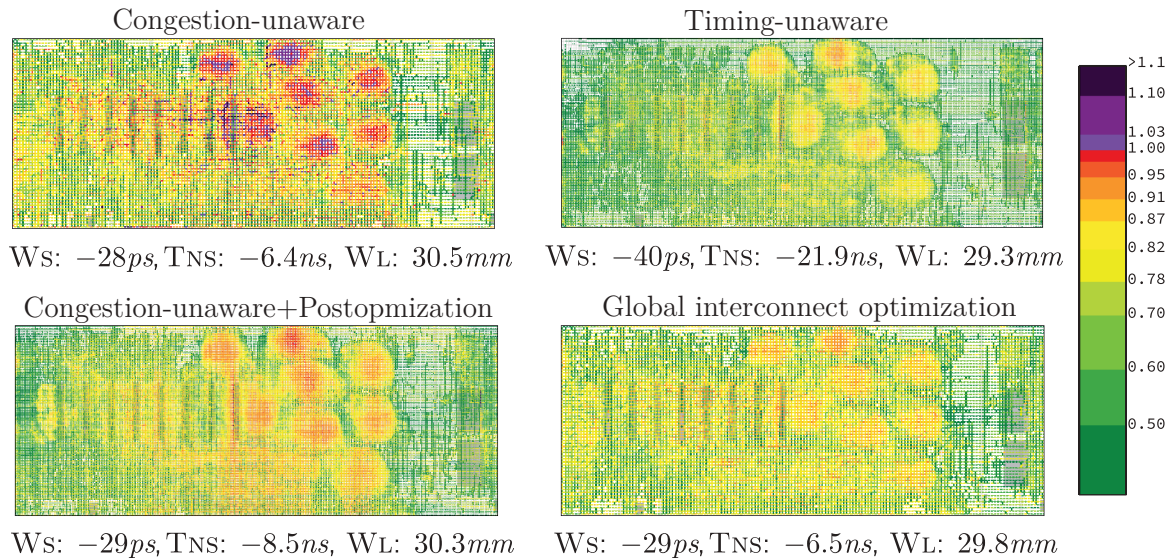 Congestion-unaware
Timing-unaware
WS: −28ps, TNS: −6.4ns, WL: 30.5mm
WS: −40ps, TNS: −21.9ns, WL: 29.3mm
Congestion-unaware+Postopmization
Global interconnect optimization
WS: −29ps, TNS: −8.5ns, WL: 30.3mm
WS: −29ps, TNS: −6.5ns, WL: 29.8mm
>1.1
1.10
1.03
1.00
0.95
0.91
0.87
0.82
0.78
0.70
0.60
0.50